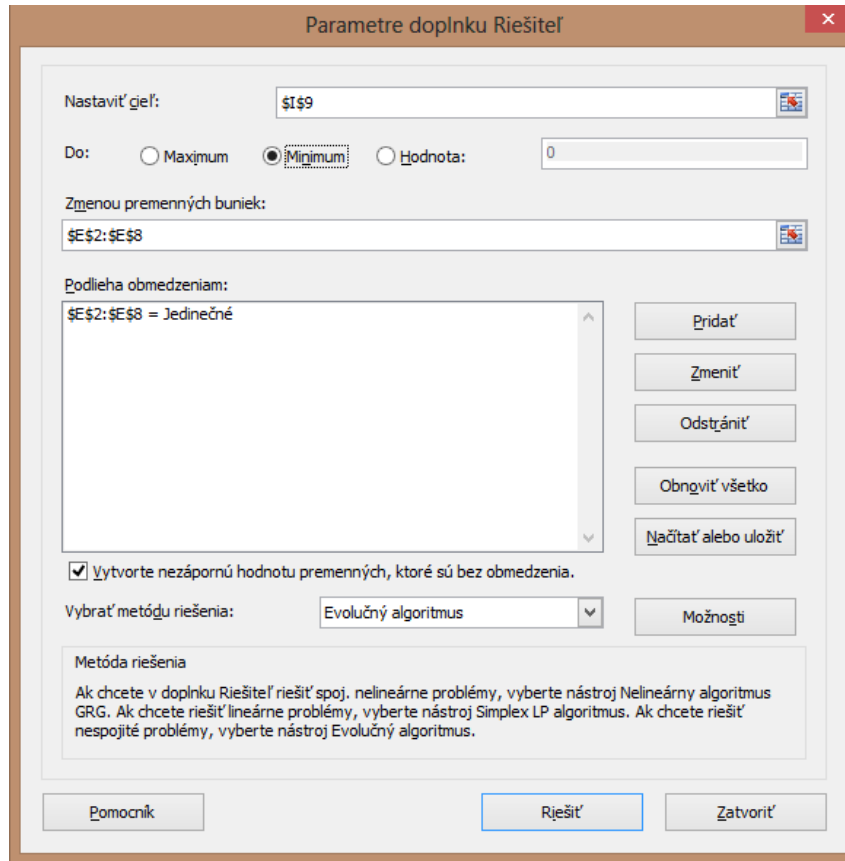 Parametre doplnku Riešiteľ
Nastaviť cieľ: $I$9
Do: Maximum Minimum Hodnota: 0
Zmenou premenných buniek:
$E$2:$E$8
Podlieha obmedzeniam:
$E$2:$E$8 = Jedinečné
Pridať
Zmeniť
Odstrániť
Obnoviť všetko
Načítať alebo uložiť
Vytvorte nezápornú hodnotu premenných, ktoré sú bez obmedzenia.
Vybrať metódu riešenia: Evolučný algoritmus Možnosti
Metóda riešenia
Ak chcete v doplnku Riešiteľ riešiť spoj. nelineárne problémy, vyberte nástroj Nelineárny algoritmus
GRG. Ak chcete riešiť lineárne problémy, vyberte nástroj Simplex LP algoritmus. Ak chcete riešiť
nespojité problémy, vyberte nástroj Evolučný algoritmus.
Pomocník Riešiť Zatvoriť